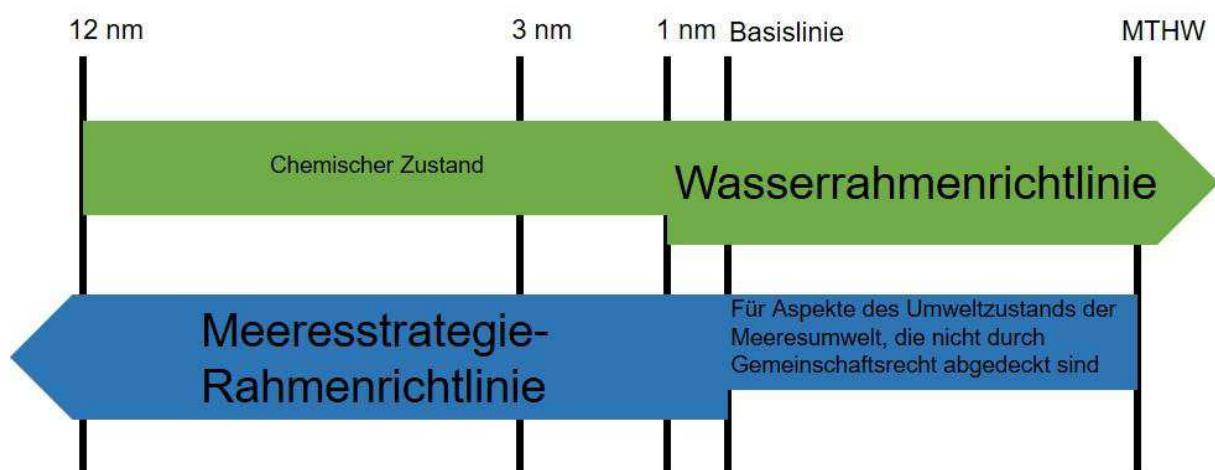 12 nm 3 nm 1 nm Basislinie MTHW
Chemischer Zustand
Wasserrahmenrichtlinie
Meeresstrategie-
Rahmenrichtlinie
Für Aspekte des Umweltzustands der
Meeresumwelt, die nicht durch
Gemeinschaftsrecht abgedeckt sind